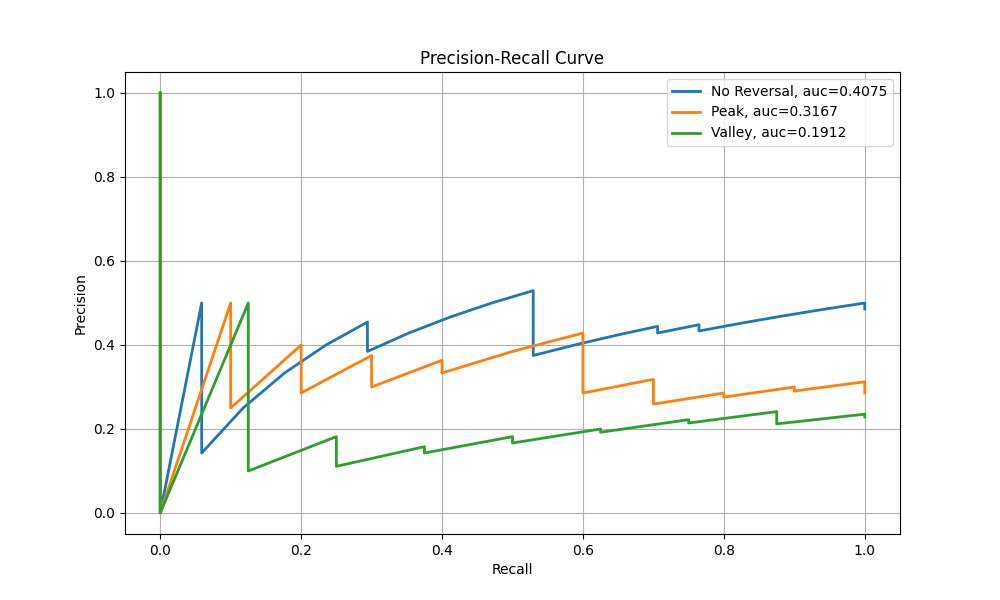 Precision-Recall Curve
No Reversal, auc=0.4075
Peak, auc=0.3167
Valley, auc=0.1912
1.0
0.8
0.6
0.4
0.2
0.0
Precision
0.0 0.2 0.4 0.6 0.8 1.0
Recall